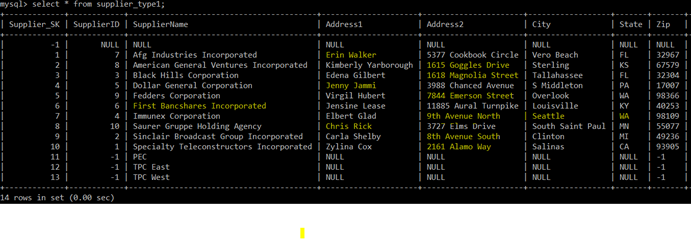 mysql> select * from supplier_type1;
| Supplier_SK | SupplierID | SupplierName | Address1 | Address2 | City | State | Zip |
| -1 | NULL | NULL | NULL | NULL | NULL | NULL | NULL |
| 1 | 7 | Afg Industries Incorporated | Erin Walker | 5377 Cookbook Circle | Vero Beach | FL | 32967 |
| 2 | 8 | American General Ventures Incorporated | Kimberly Yarborough | 1615 Goggles Drive | Sterling | KS | 67579 |
| 3 | 3 | Black Hills Corporation | Edena Gilbert | 1618 Magnolia Street | Tallahassee | FL | 32304 |
| 4 | 5 | Dollar General Corporation | Jenny Jammi | 3988 Chanced Avenue | S Middleton | PA | 17007 |
| 5 | 9 | Fedders Corporation | Virgil Hubert | 7844 Emerson Street | Overlook | WA | 98366 |
| 6 | 6 | First Bancshares Incorporated | Jensine Lease | 11885 Aural Turnpike | Louisville | KY | 40253 |
| 7 | 4 | Immunex Corporation | Elbert Glad | 9th Avenue North | Seattle | WA | 98109 |
| 8 | 10 | Saurer Gruppe Holding Agency | Chris Rick | 3727 Elms Drive | South Saint Paul | MN | 55077 |
| 9 | 2 | Sinclair Broadcast Group Incorporated | Carla Shelby | 8th Avenue South | Clinton | MI | 49236 |
| 10 | 1 | Specialty Teleconstructors Incorporated | Zylina Cox | 2161 Alamo Way | Salinas | CA | 93905 |
| 11 | -1 | PEC | NULL | NULL | NULL | NULL | -1 |
| 12 | -1 | TPC East | NULL | NULL | NULL | NULL | -1 |
| 13 | -1 | TPC West | NULL | NULL | NULL | NULL | -1 |
14 rows in set (0.00 sec)